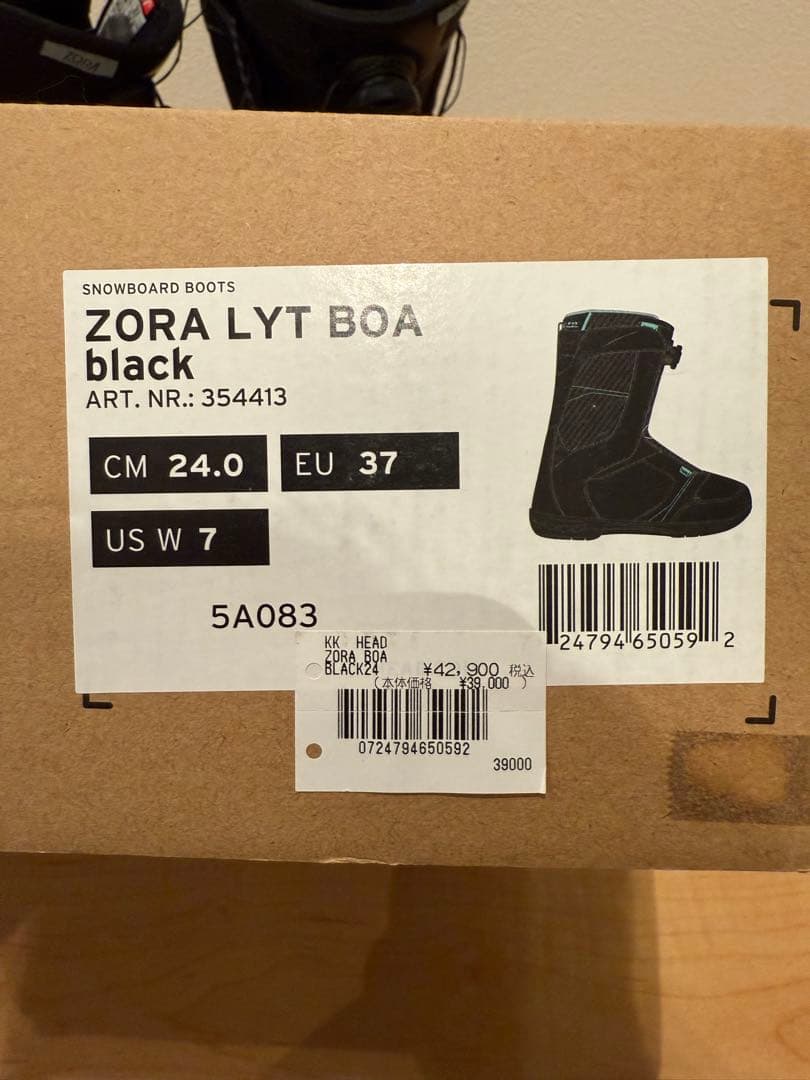 ZORA
SNOWBOARD BOOTS
ZORA LYT BOA
black
ART. NR.: 354413
CM 24.0
EU 37
US W 7
5A083
24794 65059 2
KK HEAD
ZORA BOA
BLACK24 ¥42,900 税込
(本体価格 ¥39,000 )
0724794650592
39000